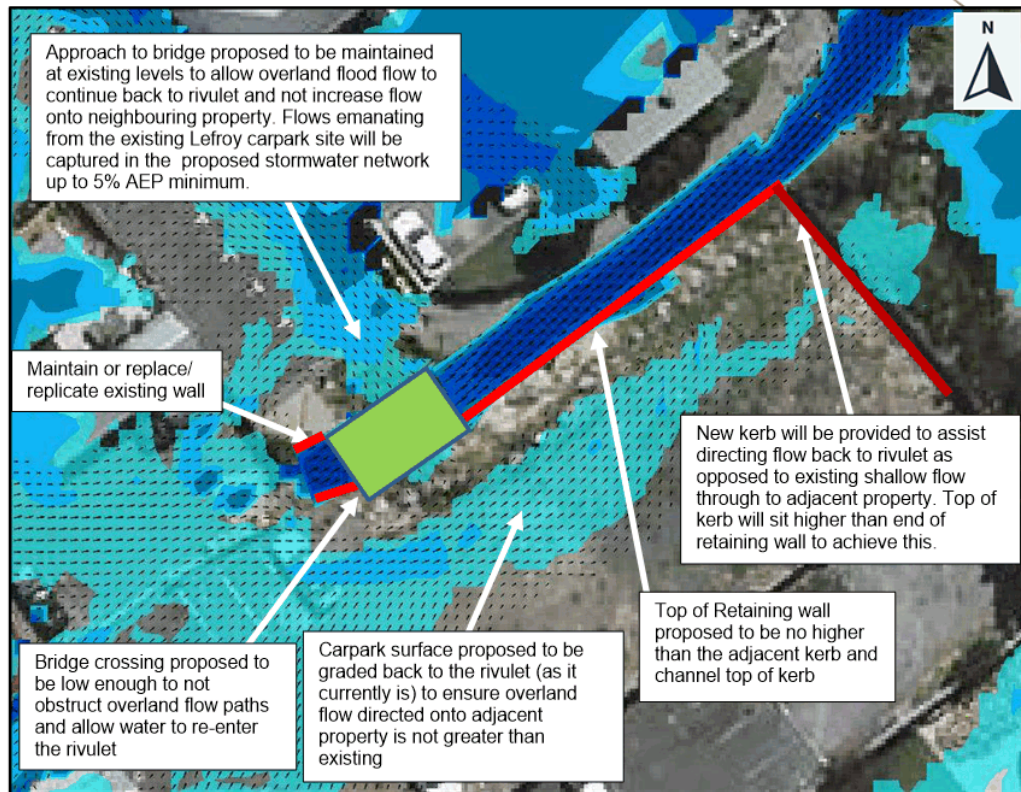 Approach to bridge proposed to be maintained
at existing levels to allow overland flood flow to
continue back to rivulet and not increase flow
onto neighbouring property. Flows emanating
from the existing Lefroy carpark site will be
captured in the  proposed stormwater network
up to 5% AEP minimum.
N
Maintain or replace/
replicate existing wall
New kerb will be provided to assist
directing flow back to rivulet as
opposed to existing shallow flow
through to adjacent property. Top of
kerb will sit higher than end of
retaining wall to achieve this.
Bridge crossing proposed to
be low enough to not
obstruct overland flow paths
and allow water to re-enter
the rivulet
Carpark surface proposed to be
graded back to the rivulet (as it
currently is) to ensure overland
flow directed onto adjacent
property is not greater than
existing
Top of Retaining wall
proposed to be no higher
than the adjacent kerb and
channel top of kerb